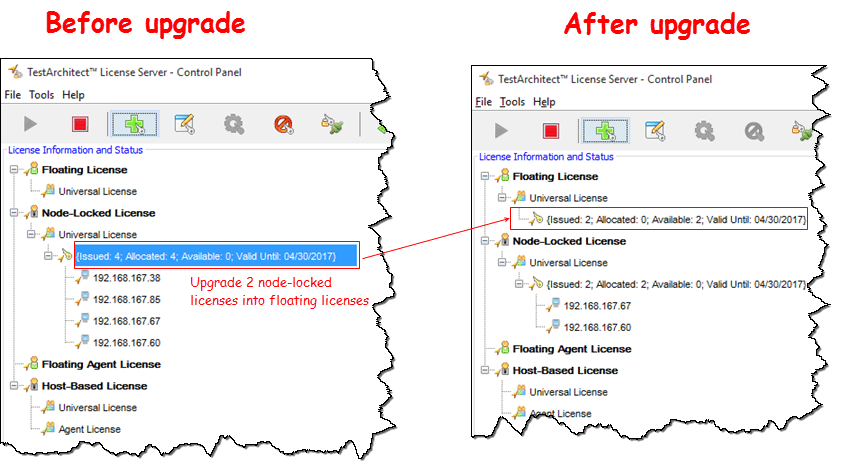 Before upgrade
TestArchitect™ License Server - Control Panel
File Tools Help
License Information and Status
Floating License
Universal License
Node-Locked License
Universal License
{Issued: 4; Allocated: 4; Available: 0; Valid Until: 04/30/2017}
192.168.167.38
192.168.167.85
192.168.167.67
192.168.167.60
Floating Agent License
Host-Based License
Universal License
Agent License
Upgrade 2 node-locked
licenses into floating licenses
After upgrade
TestArchitect™ License Server - Control Panel
File Tools Help
License Information and Status
Floating License
Universal License
{Issued: 2; Allocated: 0; Available: 2; Valid Until: 04/30/2017}
Node-Locked License
Universal License
{Issued: 2; Allocated: 2; Available: 0; Valid Until: 04/30/2017}
192.168.167.67
192.168.167.60
Floating Agent License
Host-Based License
Universal License
Agent License